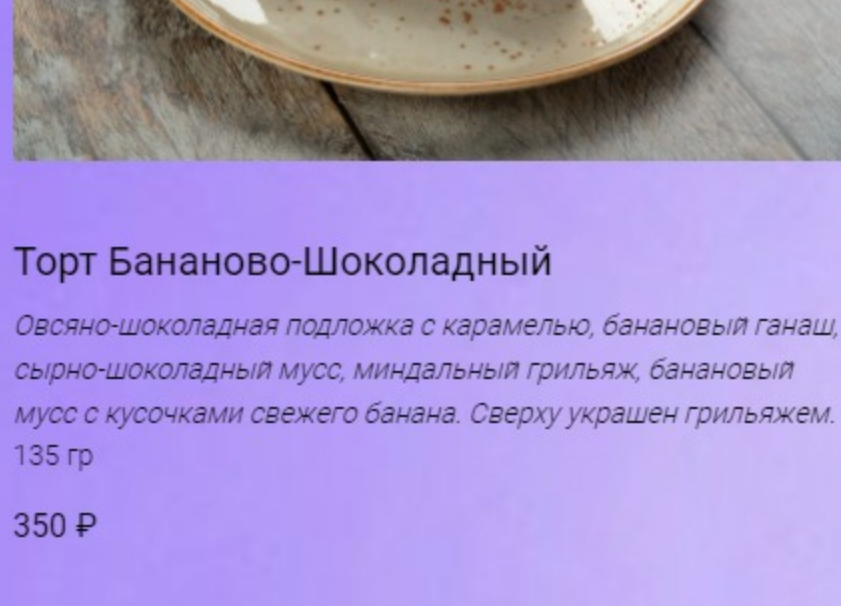 Торт Бананово-Шоколадный
Овсяно-шоколадная подложка с карамелью, банановый ганаш,
сырно-шоколадный мусс, миндальный грильяж, банановый
мусс с кусочками свежего банана. Сверху украшен грильяжем.
135 гр
350 ₽